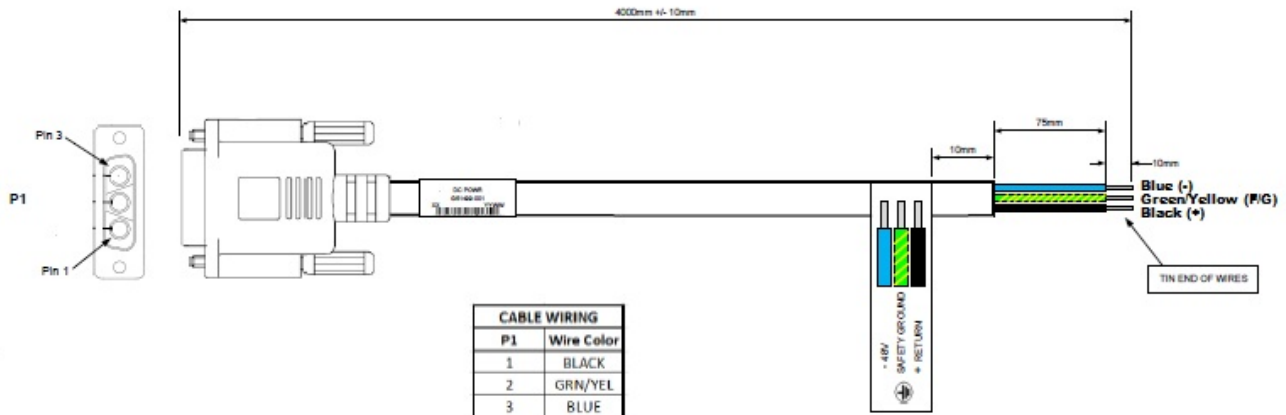 4000mm +/- 10mm
75mm
10mm
10mm
Pin 3
P1
Pin 1
DC POWR
Blue (-)
Green/Yellow (F/G)
Black (+)
TIN END OF WIRES
- 48V
SAFETY GROUND
+ RETURN
CABLE WIRING
P1 Wire Color
1 BLACK
2 GRN/YEL
3 BLUE